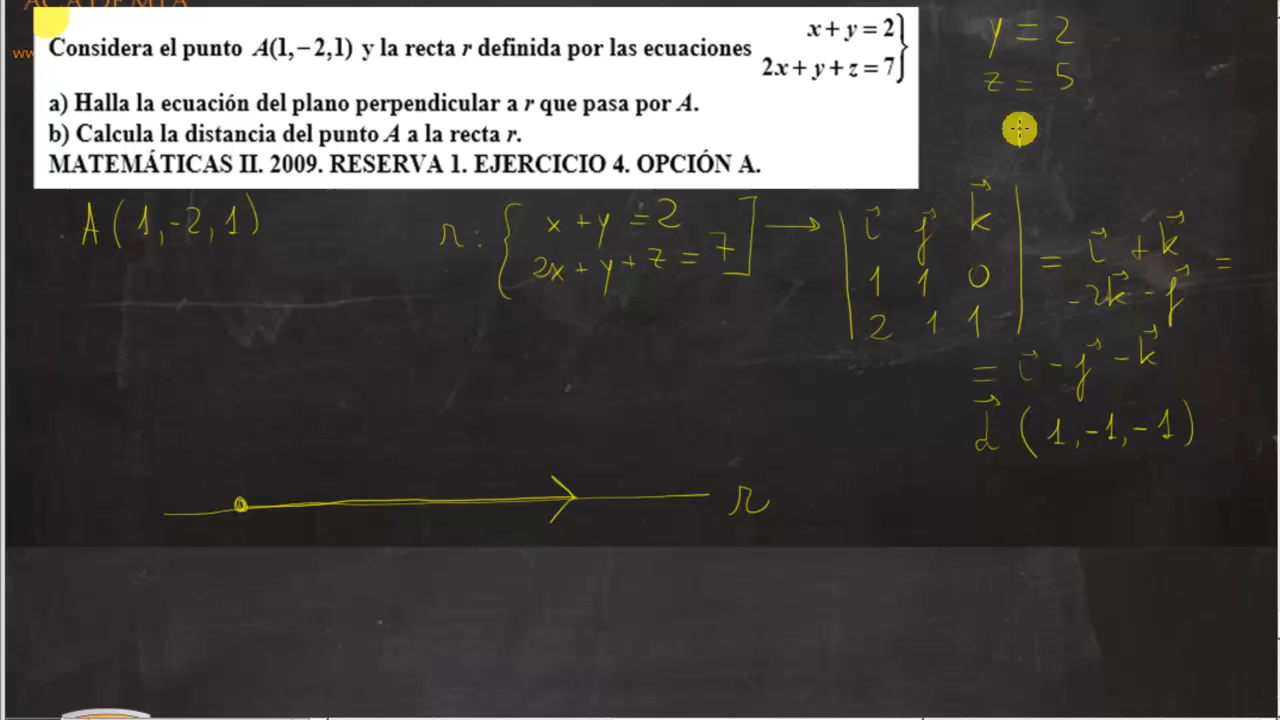 ACADEMIA
ww
Considera el punto A(1,−2,1) y la recta r definida por las ecuaciones x+y=2}
2x+y+z=7}
a) Halla la ecuación del plano perpendicular a r que pasa por A.
b) Calcula la distancia del punto A a la recta r.
MATEMÁTICAS II. 2009. RESERVA 1. EJERCICIO 4. OPCIÓN A.
y = 2
z = 5
A(1,-2,1)
r: { x+y=2
2x+y+z=7 ] →
| i⃗ j⃗ k⃗ |
| 1 1 0 |
| 2 1 1 |
= i⃗ + k⃗
-2k⃗ - j⃗ =
= i⃗ - j⃗ - k⃗
d⃗ (1,-1,-1)
r